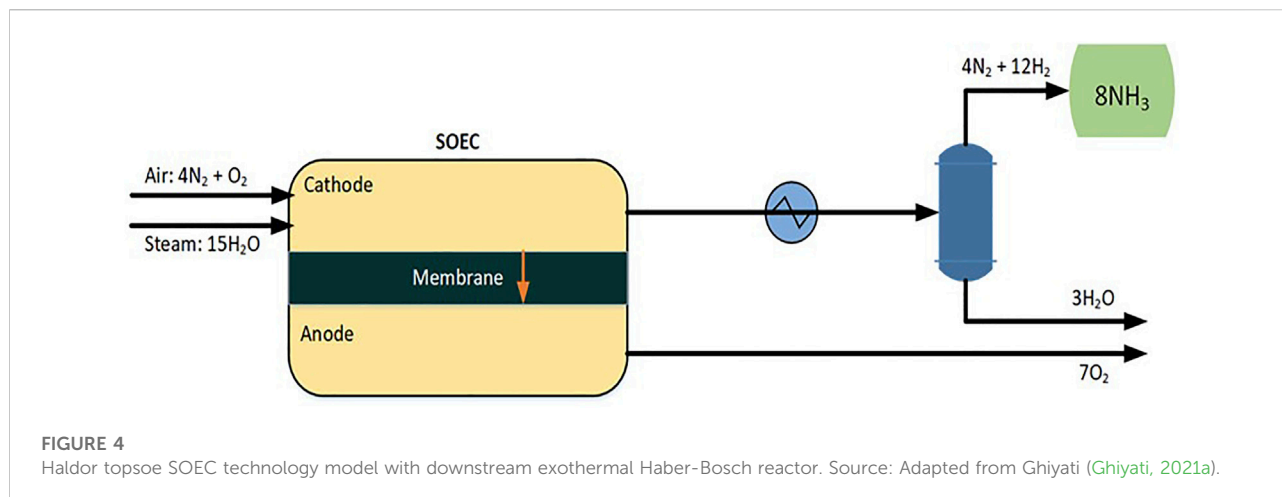 4N₂ + 12H₂
8NH₃
SOEC
Air: 4N₂ + O₂
Cathode
Steam: 15H₂O
Membrane
Anode
3H₂O
7O₂
FIGURE 4
Haldor topsoe SOEC technology model with downstream exothermal Haber-Bosch reactor. Source: Adapted from Ghiyati (Ghiyati, 2021a).